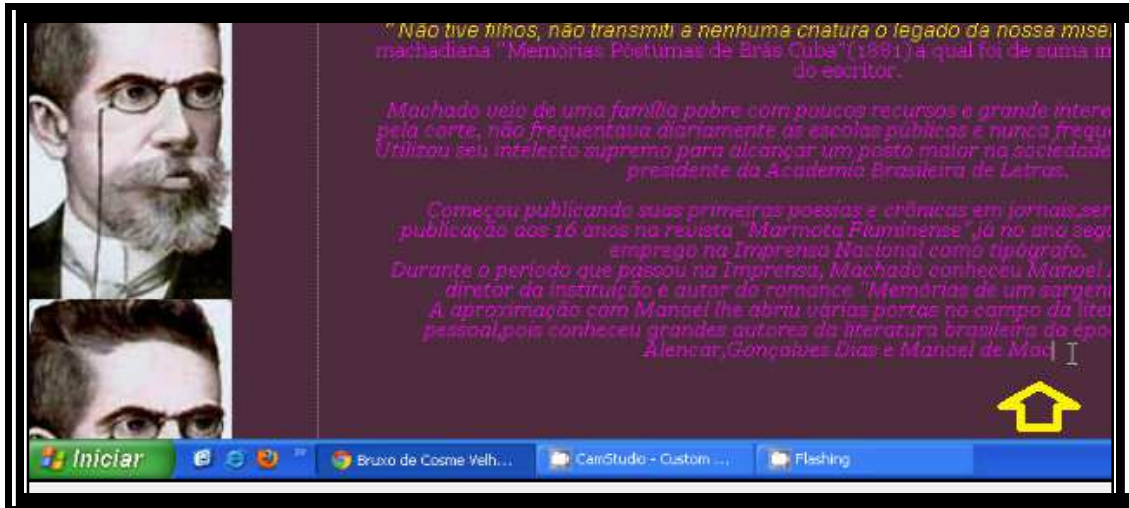 " Não tive filhos, não transmiti a nenhuma criatura o legado da nossa misé
machadiana "Memórias Póstumas de Brás Cuba"(1881) a qual foi de suma im
do escritor.
Machado veio de uma família pobre com poucos recursos e grande intere
pela corte, não frequentava diariamente as escolas públicas e nunca freque
Utilizou seu intelecto supremo para alcançar um posto maior na sociedade
presidente da Academia Brasileira de Letras.
Começou publicando suas primeiras poesias e crônicas em jornais,sen
publicação aos 16 anos na revista "Marmota Fluminense",já no ano segu
emprego na Imprensa Nacional como tipógrafo.
Durante o período que passou na Imprensa, Machado conheceu Manoel
diretor da instituição e autor do romance "Memórias de um sargen
A aproximação com Manoel lhe abriu várias portas no campo da liter
pessoal,pois conheceu grandes autores da literatura brasileira da époc
Alencar,Gonçalves Dias e Manoel de Mac
Iniciar Bruxo de Cosme Velh... CamStudio - Custom ... Flashing